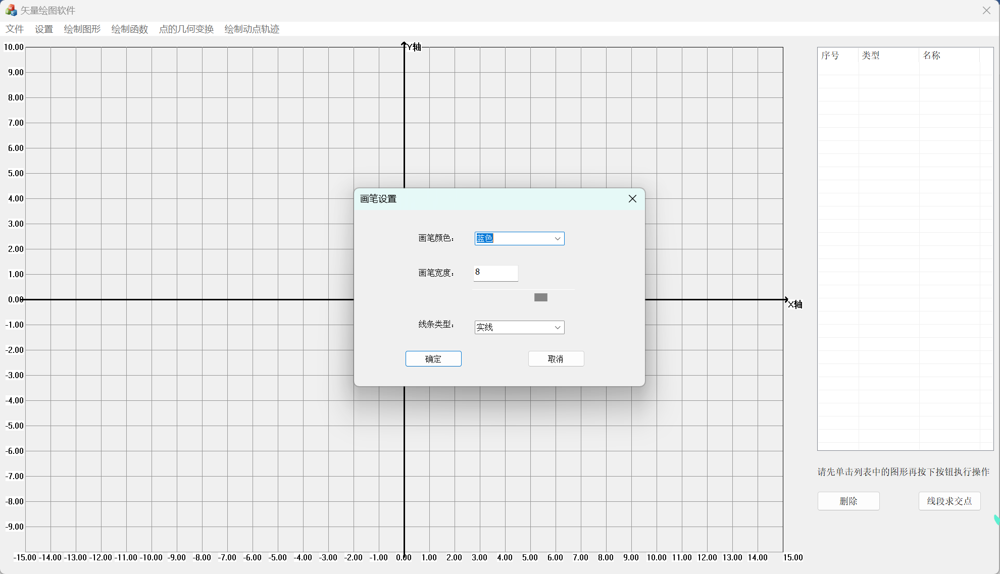 矢量绘图软件
文件 设置 绘制图形 绘制函数 点的几何变换 绘制动点轨迹
Y轴
10.00
9.00
8.00
7.00
6.00
5.00
4.00
3.00
2.00
1.00
0.00
-1.00
-2.00
-3.00
-4.00
-5.00
-6.00
-7.00
-8.00
-9.00
X轴
-15.00 -14.00 -13.00 -12.00 -11.00 -10.00 -9.00 -8.00 -7.00 -6.00 -5.00 -4.00 -3.00 -2.00 -1.00 0.00 1.00 2.00 3.00 4.00 5.00 6.00 7.00 8.00 9.00 10.00 11.00 12.00 13.00 14.00 15.00
画笔设置
画笔颜色： 蓝色
画笔宽度： 8
线条类型： 实线
确定 取消
序号 类型 名称
请先单击列表中的图形再按下按钮执行操作
删除 线段求交点